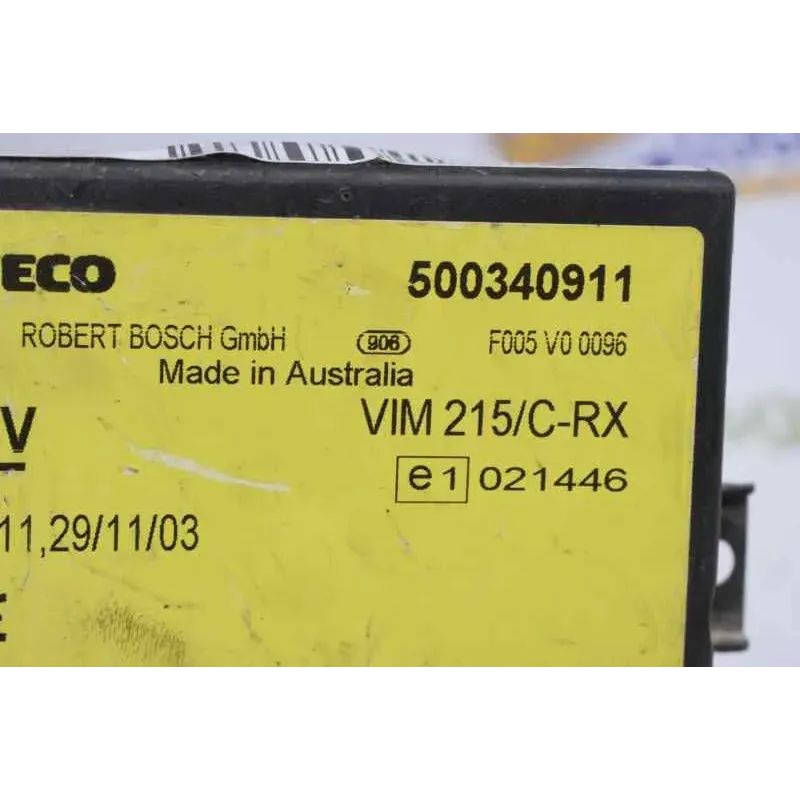 ECO 500340911
ROBERT BOSCH GmbH 906 F005 V0 0096
Made in Australia
V VIM 215/C-RX
e1 021446
11,29/11/03